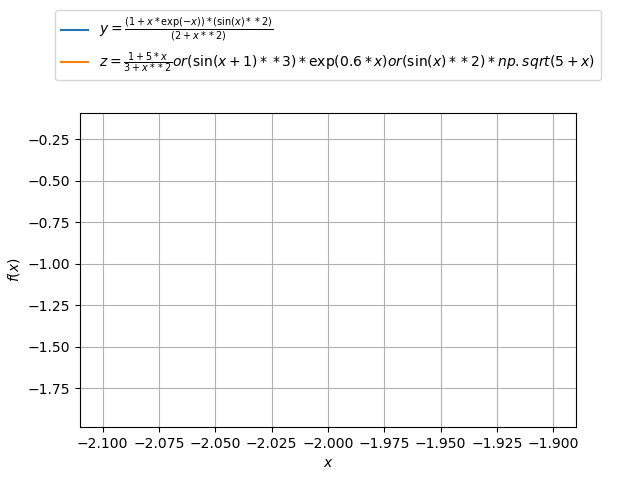 y = (1+x*exp(−x))*(sin(x)**2)/(2+x**2)
z = 1+5*x/3+x**2 or(sin(x+1)**3)*exp(0.6*x)or(sin(x)**2)*np.sqrt(5+x)
−0.25
−0.50
−0.75
−1.00
−1.25
−1.50
−1.75
f(x)
−2.100 −2.075 −2.050 −2.025 −2.000 −1.975 −1.950 −1.925 −1.900
x